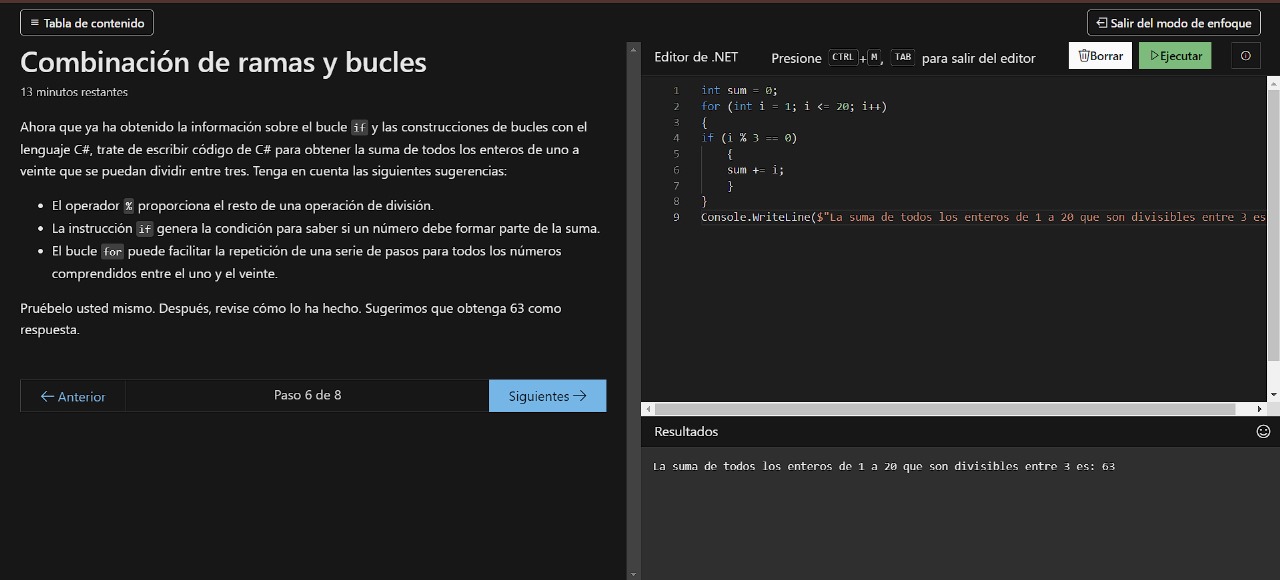 ≡ Tabla de contenido
Salir del modo de enfoque
Combinación de ramas y bucles
13 minutos restantes
Ahora que ya ha obtenido la información sobre el bucle if y las construcciones de bucles con el
lenguaje C#, trate de escribir código de C# para obtener la suma de todos los enteros de uno a
veinte que se puedan dividir entre tres. Tenga en cuenta las siguientes sugerencias:
• El operador % proporciona el resto de una operación de división.
• La instrucción if genera la condición para saber si un número debe formar parte de la suma.
• El bucle for puede facilitar la repetición de una serie de pasos para todos los números
comprendidos entre el uno y el veinte.
Pruébelo usted mismo. Después, revise cómo lo ha hecho. Sugerimos que obtenga 63 como
respuesta.
← Anterior
Paso 6 de 8
Siguientes →
Editor de .NET
Presione CTRL+M, TAB para salir del editor
Borrar
Ejecutar
1 int sum = 0;
2 for (int i = 1; i <= 20; i++)
3 {
4 if (i % 3 == 0)
5 {
6 sum += i;
7 }
8 }
9 Console.WriteLine($"La suma de todos los enteros de 1 a 20 que son divisibles entre 3 es
Resultados
La suma de todos los enteros de 1 a 20 que son divisibles entre 3 es: 63